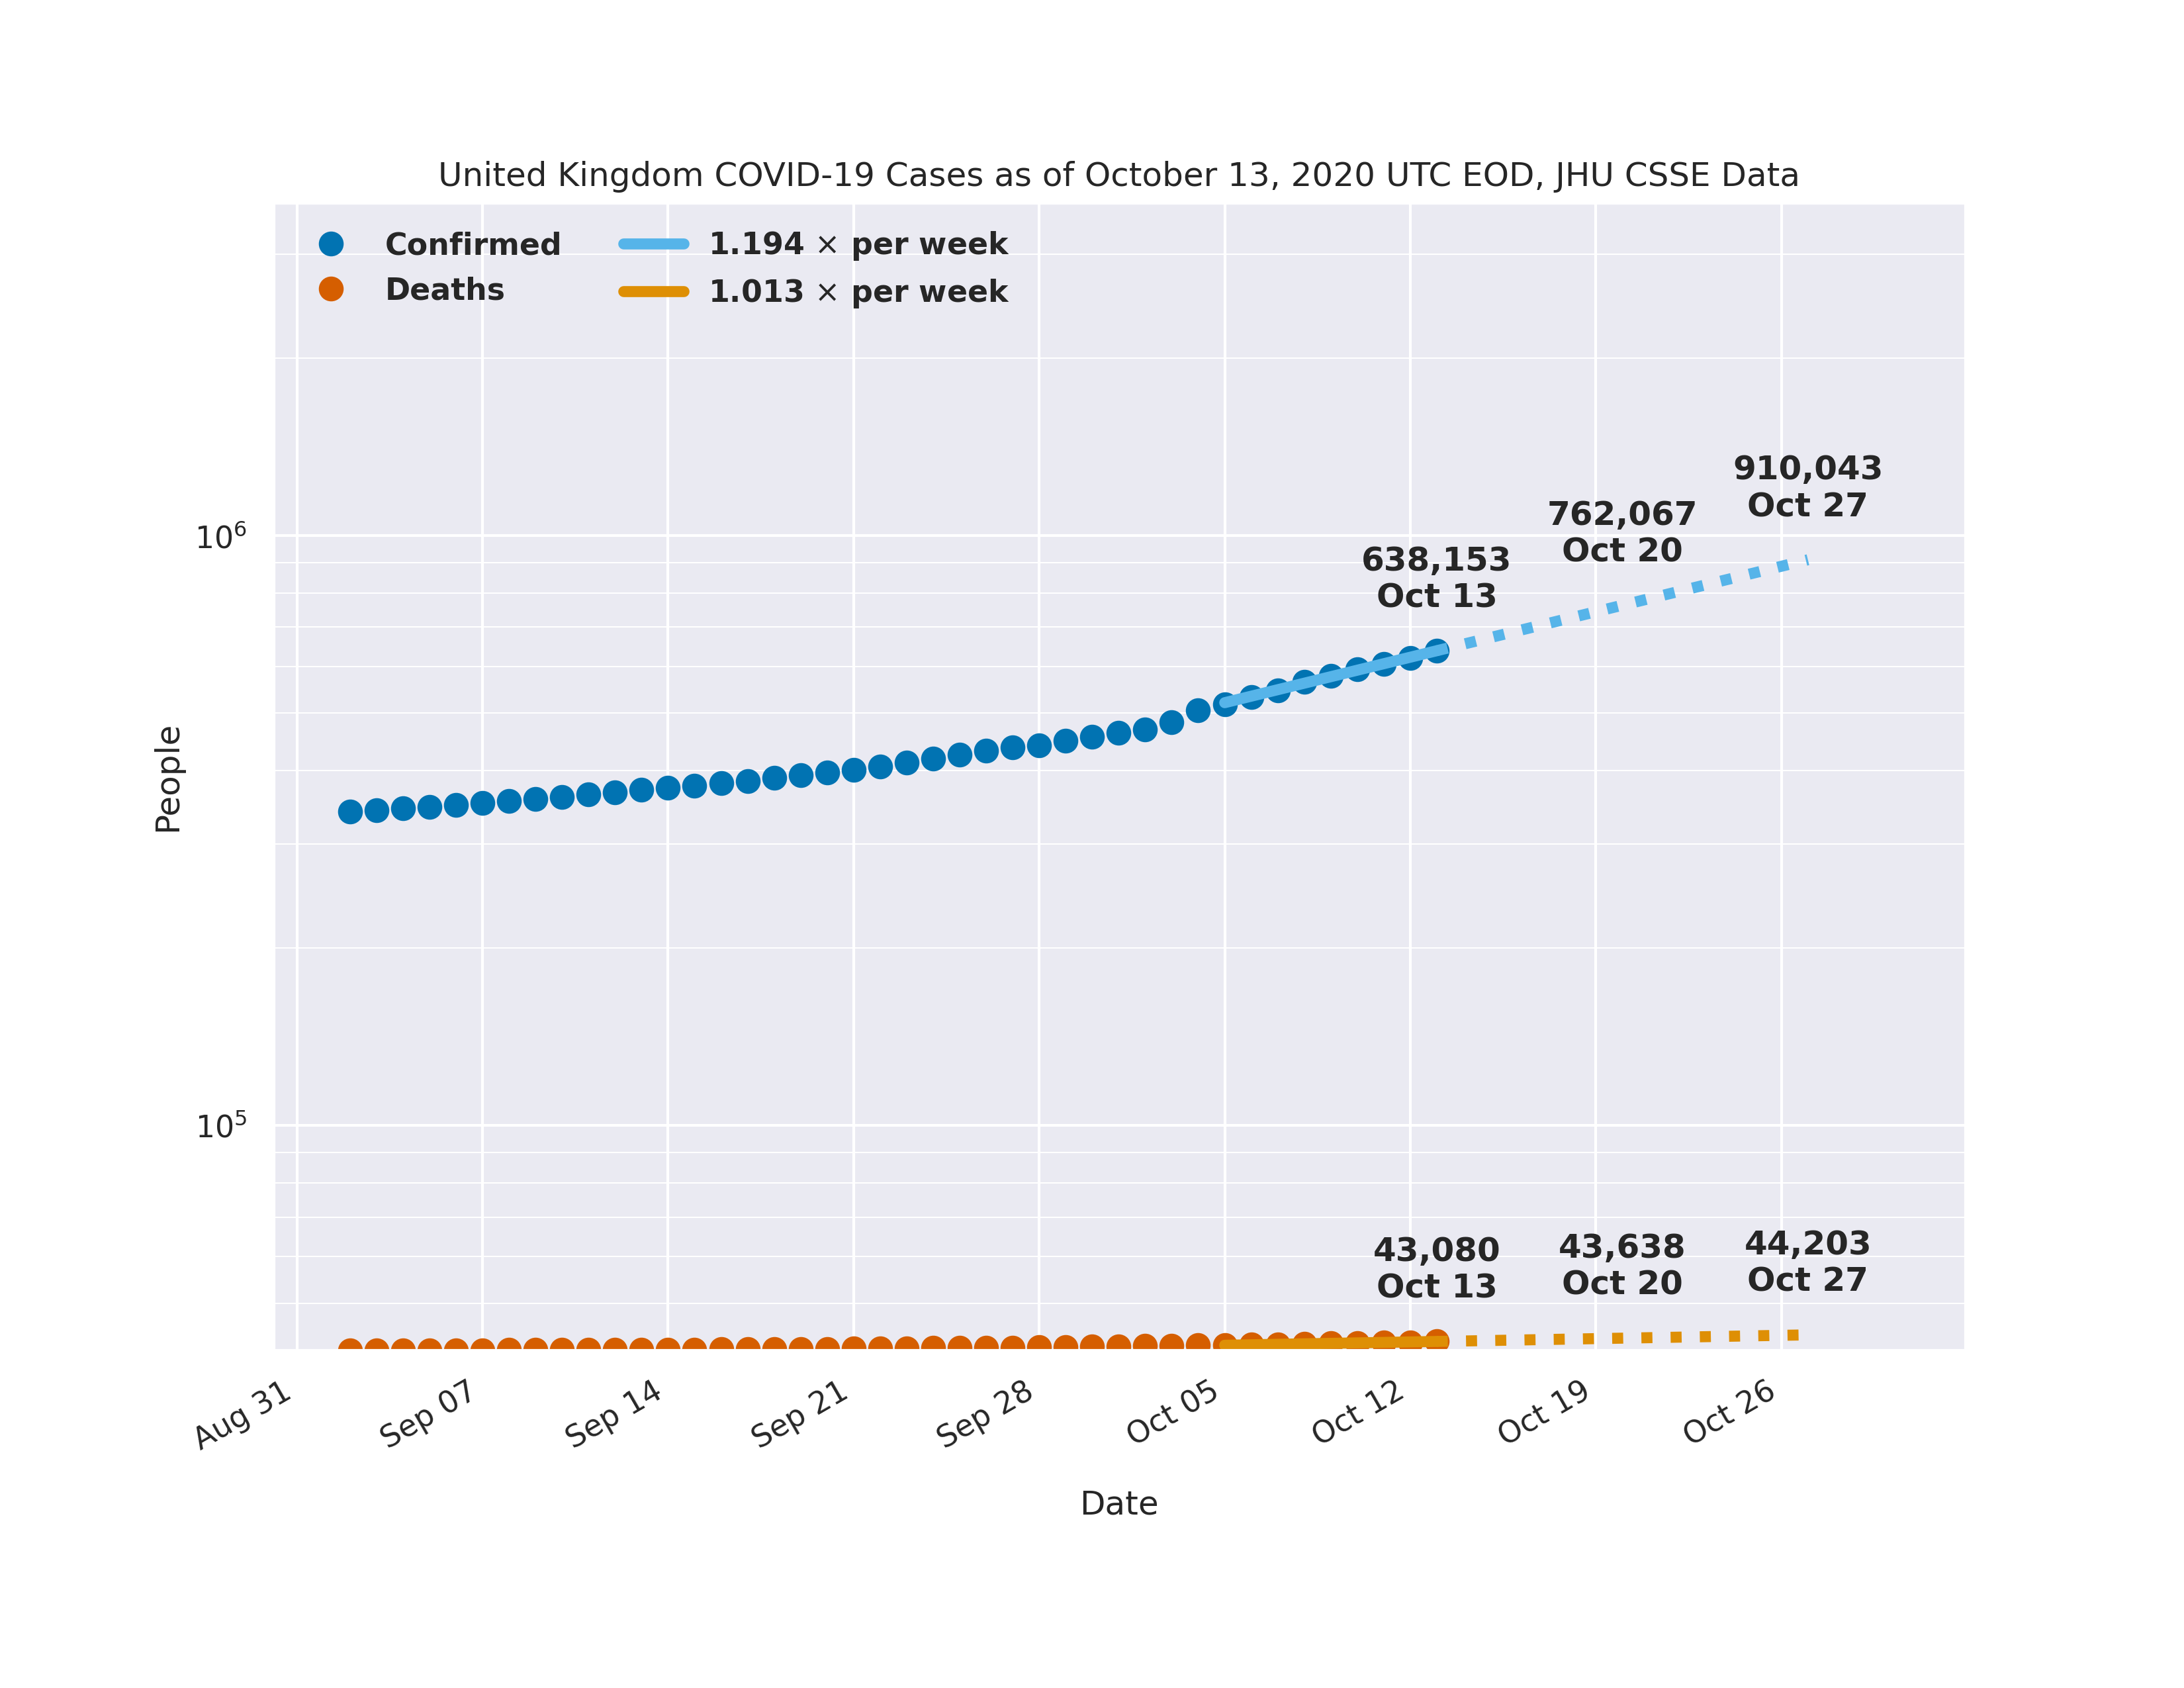 United Kingdom COVID-19 Cases as of October 13, 2020 UTC EOD, JHU CSSE Data
Confirmed
Deaths
1.194 × per week
1.013 × per week
910,043
Oct 27
762,067
Oct 20
638,153
Oct 13
10⁶
People
10⁵
43,080
Oct 13
43,638
Oct 20
44,203
Oct 27
Aug 31
Sep 07
Sep 14
Sep 21
Sep 28
Oct 05
Oct 12
Oct 19
Oct 26
Date